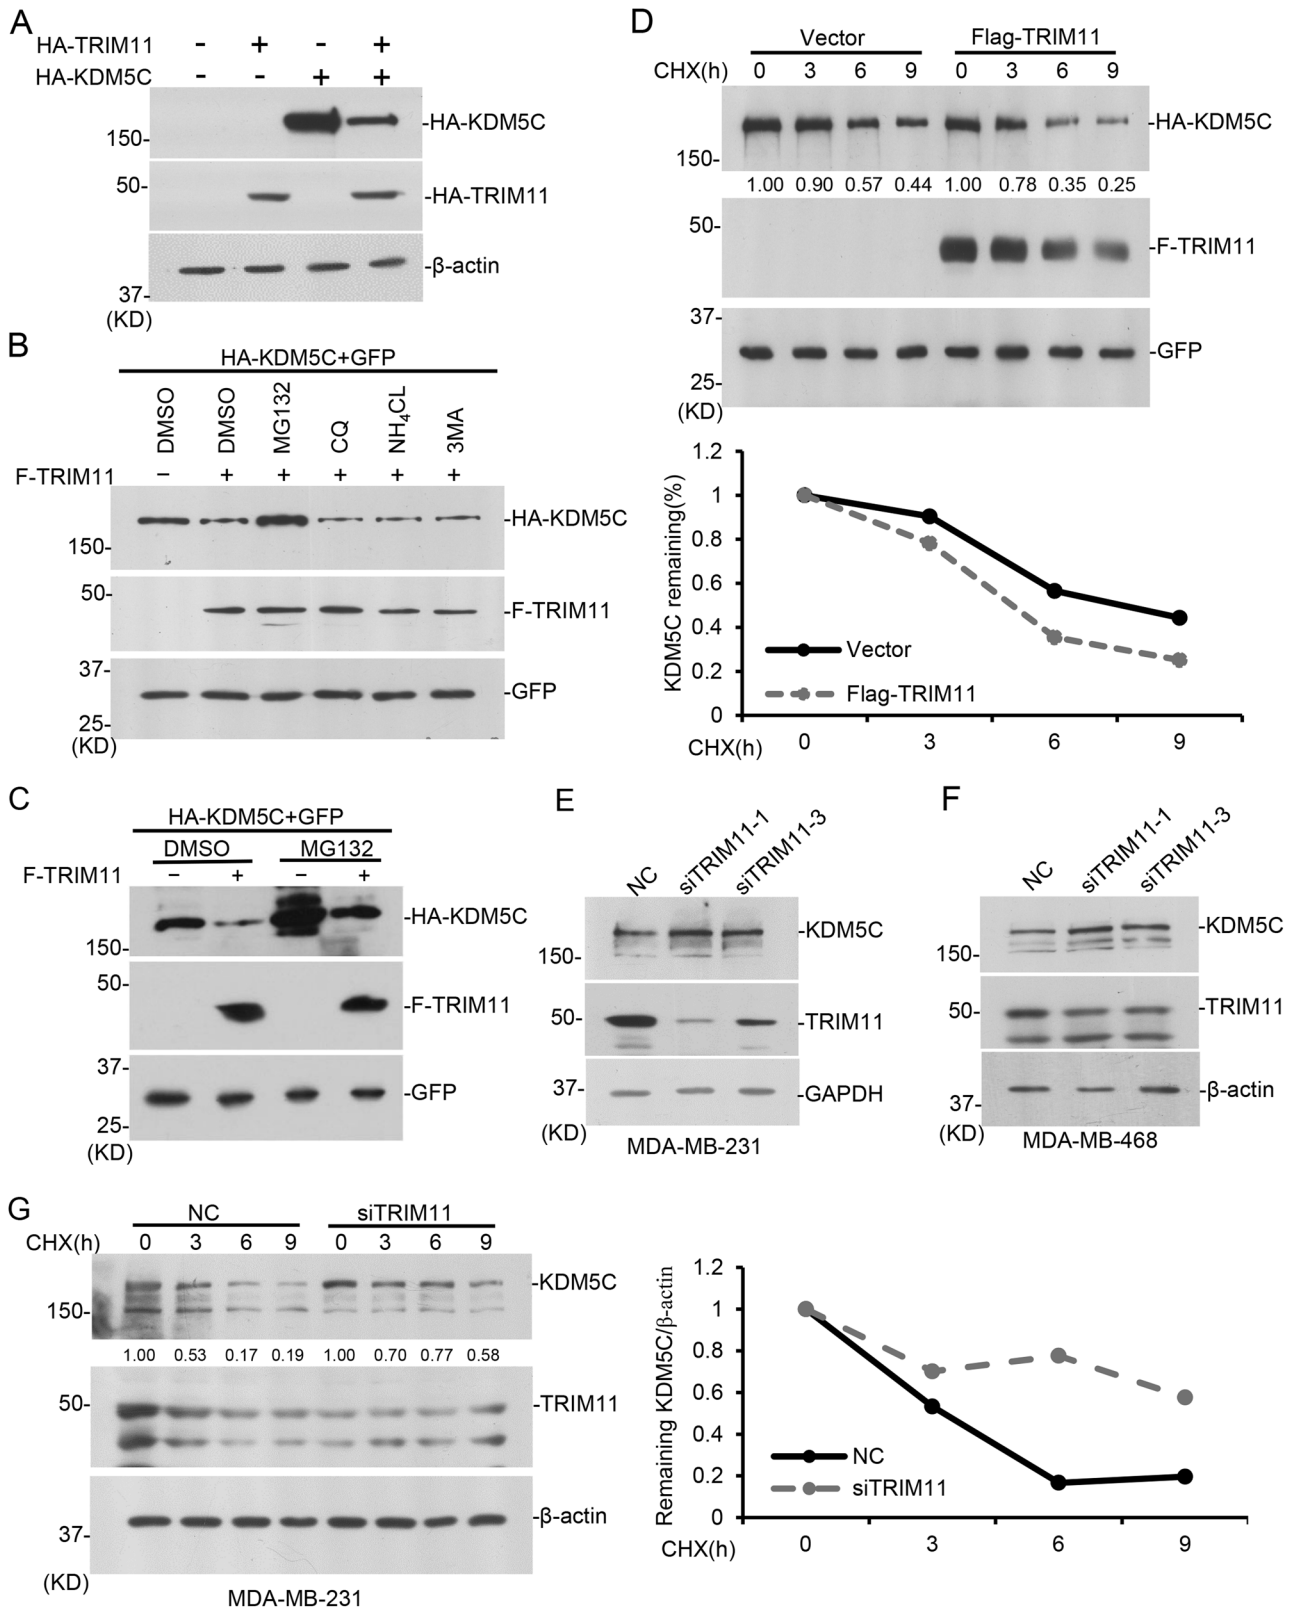 A
HA-TRIM11 - + - +
HA-KDM5C - - + +
-HA-KDM5C
150-
50-
-HA-TRIM11
-β-actin
37-
(KD)
B
HA-KDM5C+GFP
DMSO DMSO MG132 CQ NH4CL 3MA
F-TRIM11 - + + + + +
-HA-KDM5C
150-
50-
-F-TRIM11
37-
-GFP
25-
(KD)
C
HA-KDM5C+GFP
DMSO MG132
F-TRIM11 - + - +
-HA-KDM5C
150-
50-
-F-TRIM11
37-
-GFP
25-
(KD)
D
Vector Flag-TRIM11
CHX(h) 0 3 6 9 0 3 6 9
-HA-KDM5C
150-
1.00 0.90 0.57 0.44 1.00 0.78 0.35 0.25
50-
-F-TRIM11
37-
-GFP
25-
(KD)
KDM5C remaining(%)
1.2
1
0.8
0.6
0.4
0.2
0
Vector
Flag-TRIM11
CHX(h) 0 3 6 9
E
NC siTRIM11-1 siTRIM11-3
-KDM5C
150-
50-
-TRIM11
37-
-GAPDH
(KD)
MDA-MB-231
F
NC siTRIM11-1 siTRIM11-3
-KDM5C
150-
50-
-TRIM11
-β-actin
37-
(KD)
MDA-MB-468
G
NC siTRIM11
CHX(h) 0 3 6 9 0 3 6 9
-KDM5C
150-
1.00 0.53 0.17 0.19 1.00 0.70 0.77 0.58
50-
-TRIM11
-β-actin
37-
(KD)
MDA-MB-231
Remaining KDM5C/β-actin
1.2
1
0.8
0.6
0.4
0.2
0
NC
siTRIM11
CHX(h) 0 3 6 9